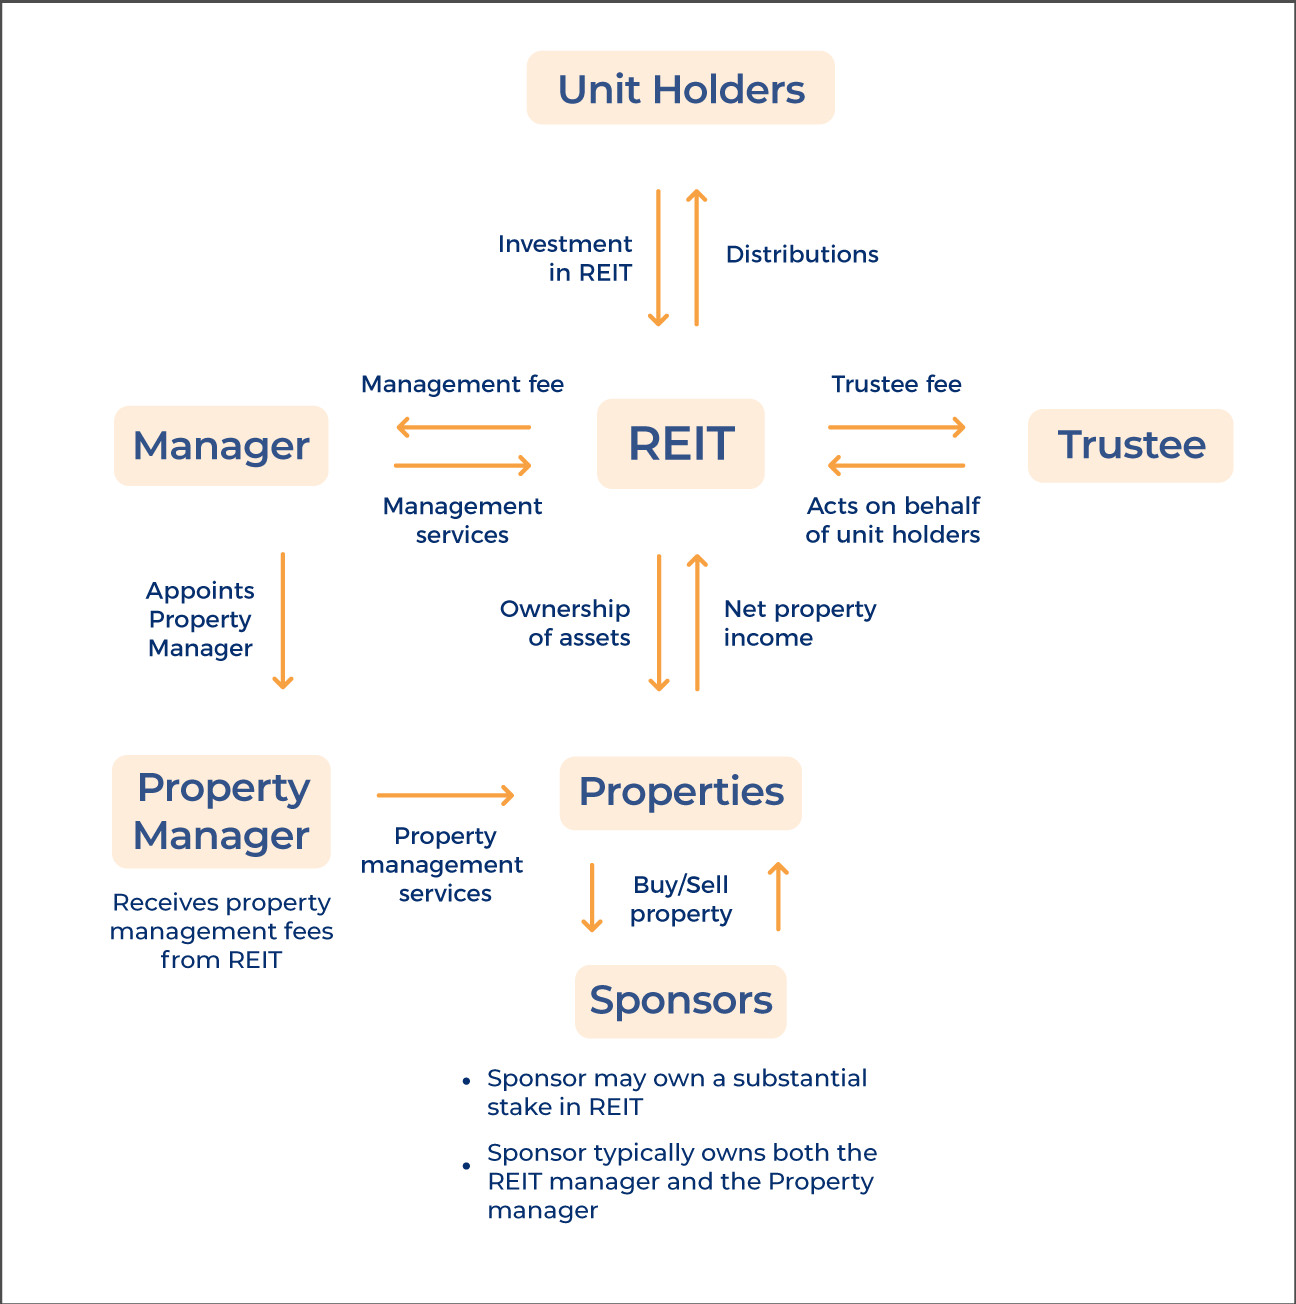 Unit Holders
Investment
in REIT
Distributions
Management fee
Trustee fee
Manager
REIT
Trustee
Management
services
Acts on behalf
of unit holders
Appoints
Property
Manager
Ownership
of assets
Net property
income
Property
Manager
Properties
Property
management
services
Buy/Sell
property
Receives property
management fees
from REIT
Sponsors
• Sponsor may own a substantial
stake in REIT
• Sponsor typically owns both the
REIT manager and the Property
manager